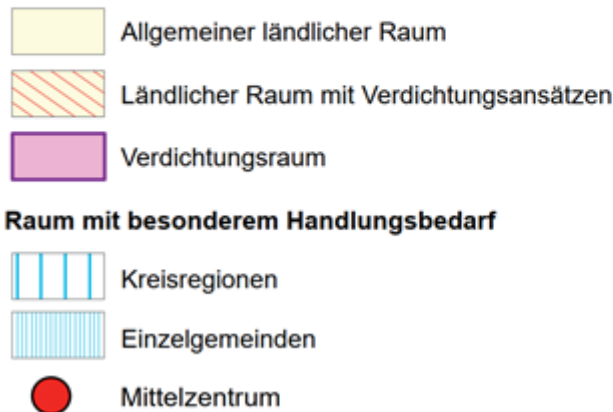 Allgemeiner ländlicher Raum
Ländlicher Raum mit Verdichtungsansätzen
Verdichtungsraum
Raum mit besonderem Handlungsbedarf
Kreisregionen
Einzelgemeinden
Mittelzentrum